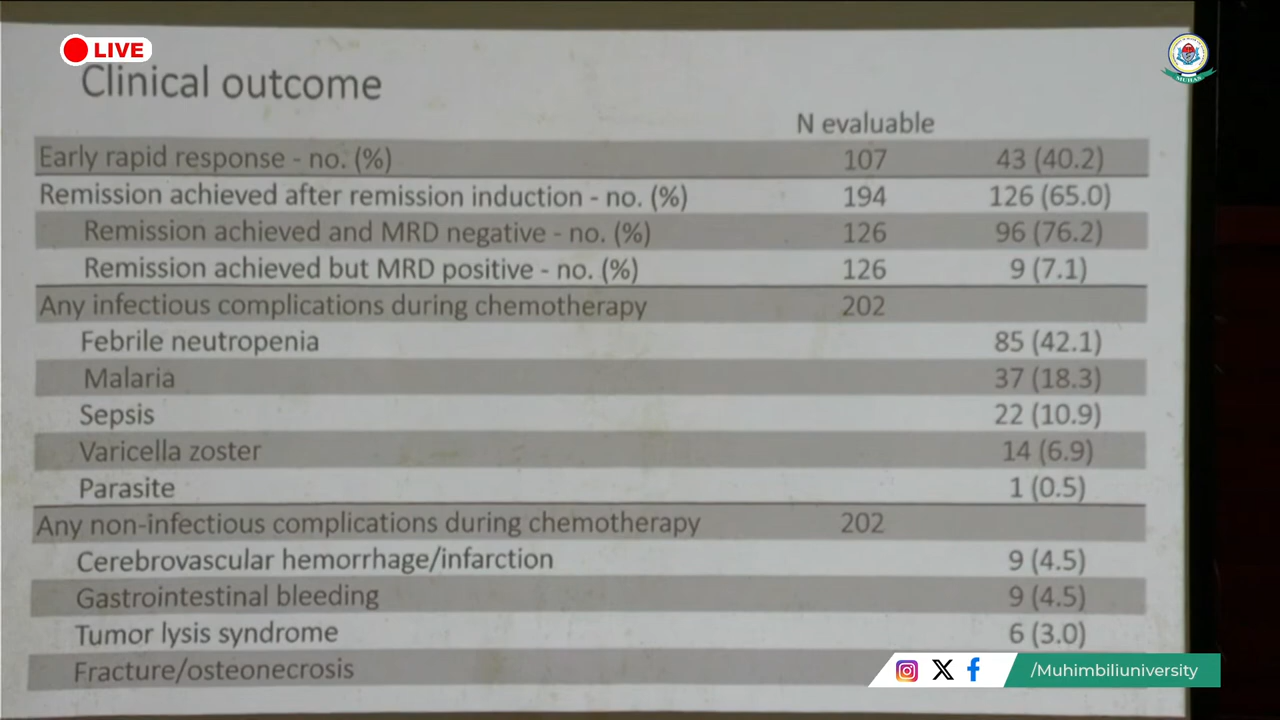 LIVE
Clinical outcome
N evaluable
Early rapid response - no. (%) 107 43 (40.2)
Remission achieved after remission induction - no. (%) 194 126 (65.0)
Remission achieved and MRD negative - no. (%) 126 96 (76.2)
Remission achieved but MRD positive - no. (%) 126 9 (7.1)
Any infectious complications during chemotherapy 202
Febrile neutropenia 85 (42.1)
Malaria 37 (18.3)
Sepsis 22 (10.9)
Varicella zoster 14 (6.9)
Parasite 1 (0.5)
Any non-infectious complications during chemotherapy 202
Cerebrovascular hemorrhage/infarction 9 (4.5)
Gastrointestinal bleeding 9 (4.5)
Tumor lysis syndrome 6 (3.0)
Fracture/osteonecrosis
/Muhimbiliuniversity
MUHAS